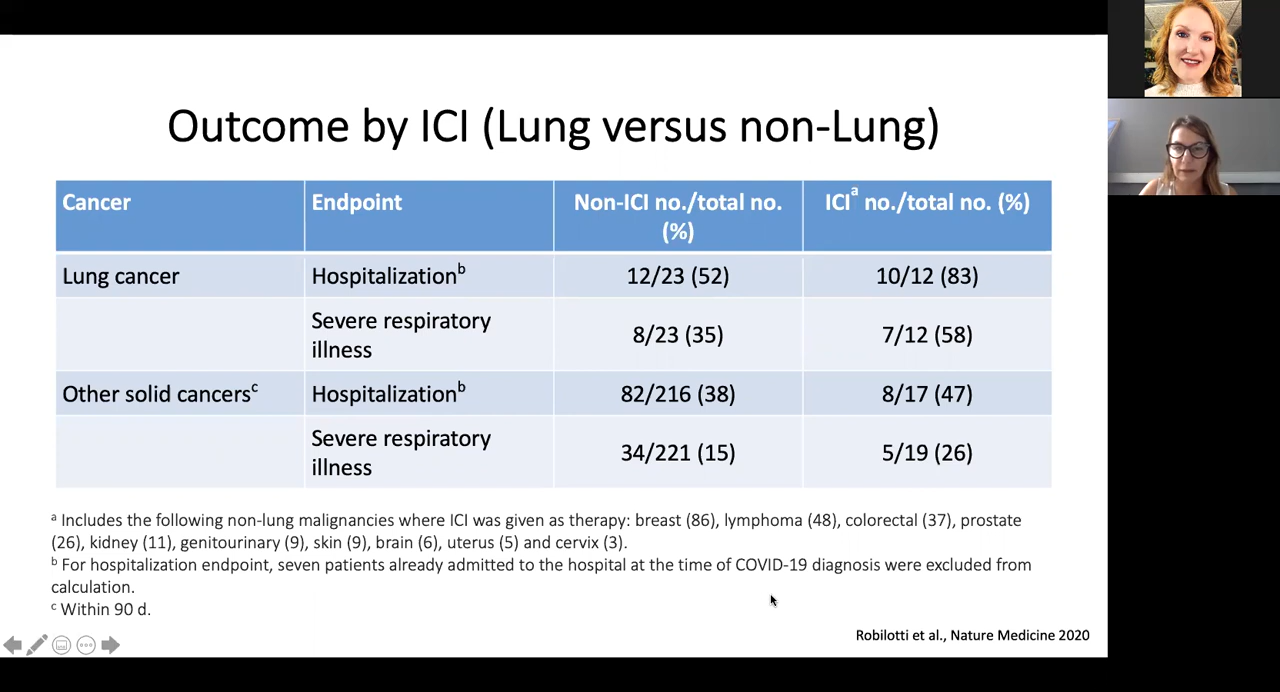 Outcome by ICI (Lung versus non-Lung)
Cancer Endpoint Non-ICI no./total no. (%) ICIᵃ no./total no. (%)
Lung cancer Hospitalizationᵇ 12/23 (52) 10/12 (83)
Severe respiratory illness 8/23 (35) 7/12 (58)
Other solid cancersᶜ Hospitalizationᵇ 82/216 (38) 8/17 (47)
Severe respiratory illness 34/221 (15) 5/19 (26)
ᵃ Includes the following non-lung malignancies where ICI was given as therapy: breast (86), lymphoma (48), colorectal (37), prostate
(26), kidney (11), genitourinary (9), skin (9), brain (6), uterus (5) and cervix (3).
ᵇ For hospitalization endpoint, seven patients already admitted to the hospital at the time of COVID-19 diagnosis were excluded from
calculation.
ᶜ Within 90 d.
Robilotti et al., Nature Medicine 2020